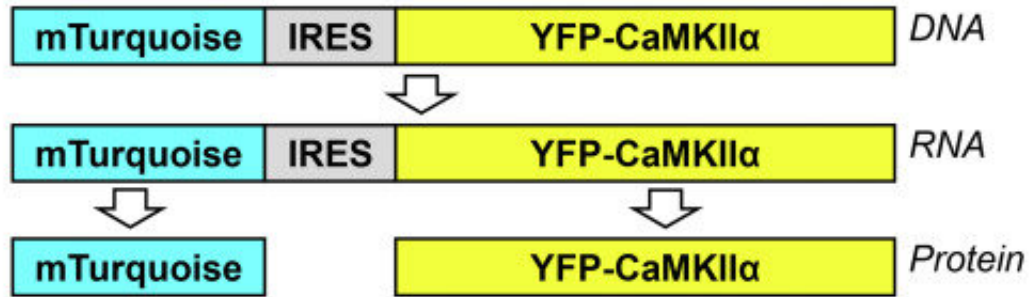 mTurquoise IRES YFP-CaMKIIα DNA
mTurquoise IRES YFP-CaMKIIα RNA
mTurquoise YFP-CaMKIIα Protein